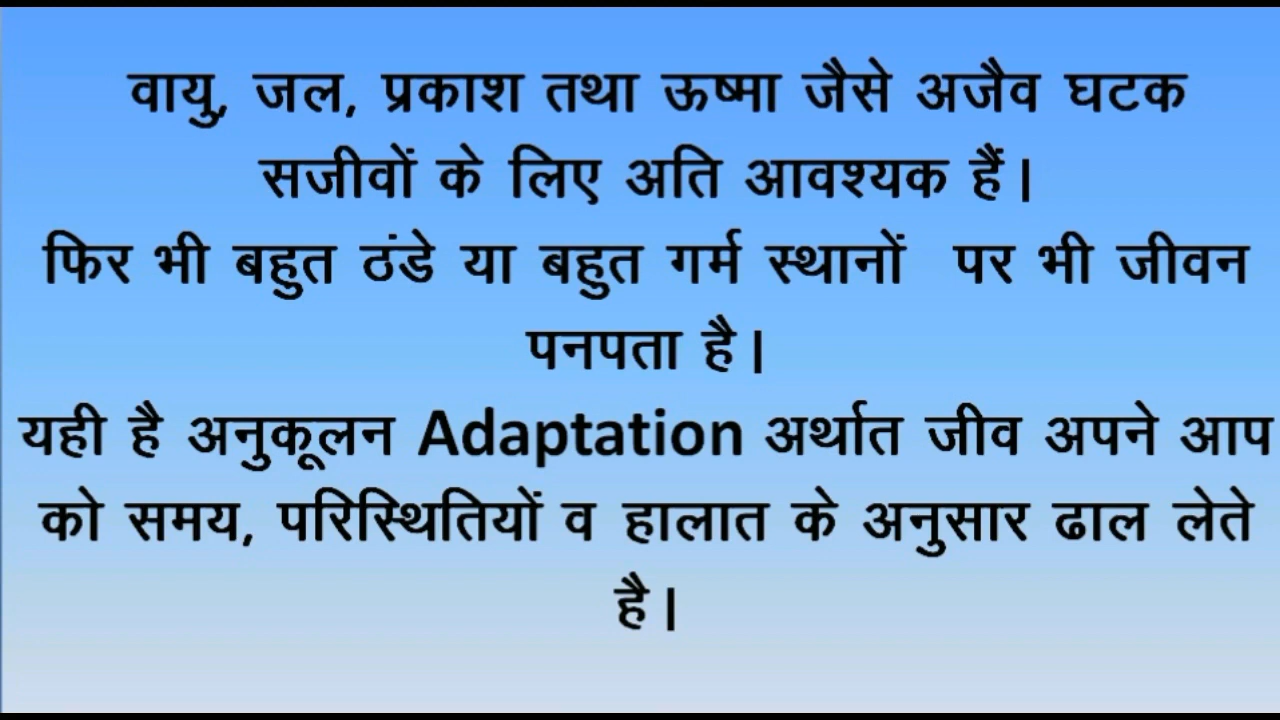 वायु, जल, प्रकाश तथा ऊष्मा जैसे अजैव घटक
सजीवों के लिए अति आवश्यक हैं।
फिर भी बहुत ठंडे या बहुत गर्म स्थानों पर भी जीवन
पनपता है।
यही है अनुकूलन Adaptation अर्थात जीव अपने आप
को समय, परिस्थितियों व हालात के अनुसार ढाल लेते
है।